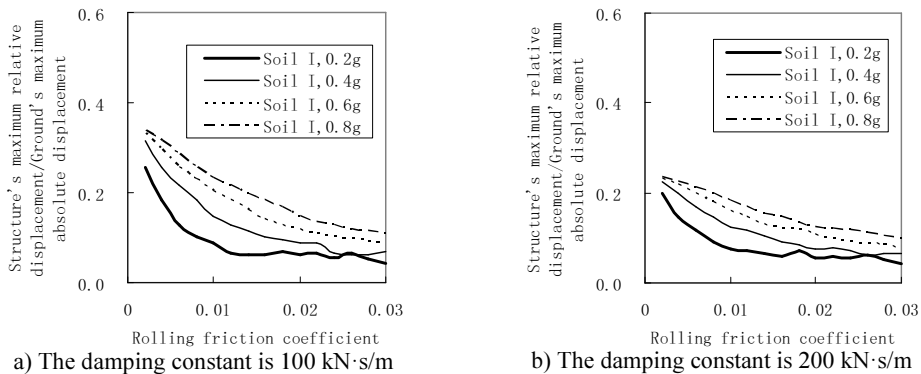 Structure's maximum relative
displacement/Ground's maximum
absolute displacement
0.6
0.4
0.2
0.0
Soil I,0.2g
Soil I,0.4g
Soil I,0.6g
Soil I,0.8g
0
0.01
0.02
0.03
Rolling friction coefficient
a) The damping constant is 100 kN·s/m
Structure's maximum relative
displacement/Ground's maximum
absolute displacement
0.6
0.4
0.2
0.0
Soil I,0.2g
Soil I,0.4g
Soil I,0.6g
Soil I,0.8g
0
0.01
0.02
0.03
Rolling friction coefficient
b) The damping constant is 200 kN·s/m